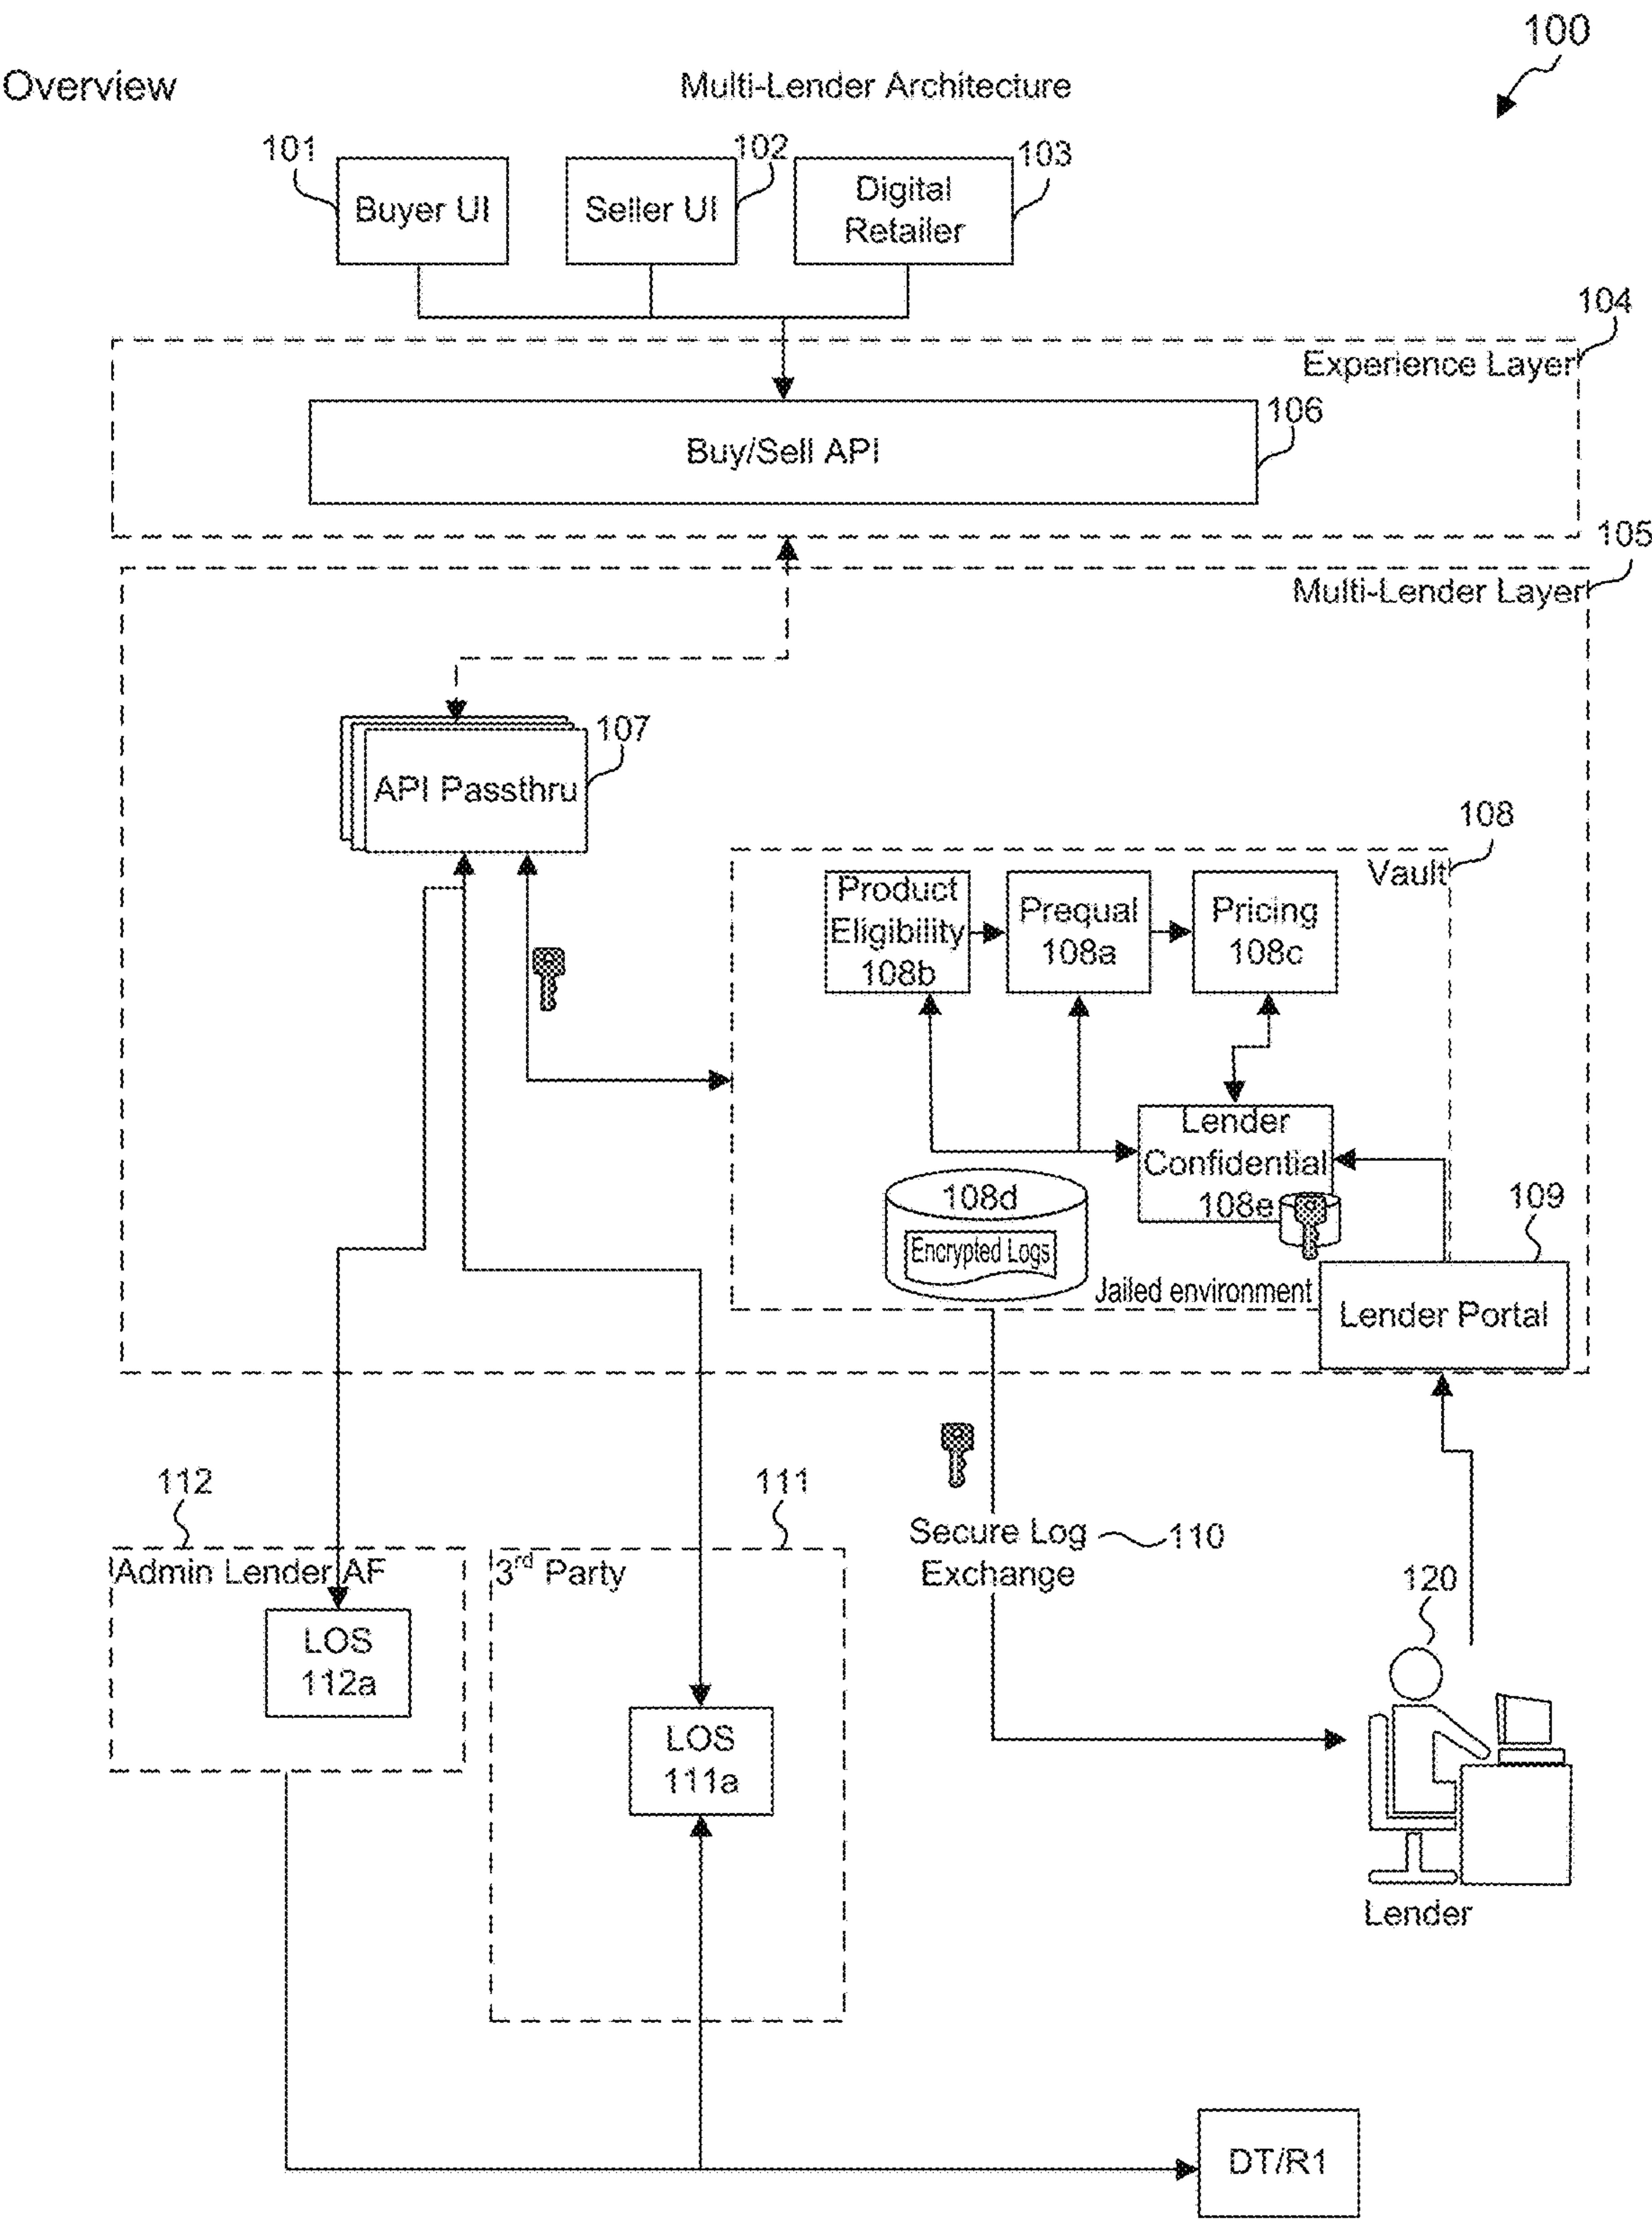 100
Overview
Multi-Lender Architecture
101
102
103
Buyer UI
Seller UI
Digital
Retailer
104
Experience Layer
106
Buy/Sell API
105
Multi-Lender Layer
107
API Passthru
108
Vault
Product
Eligibility
108b
Prequal
108a
Pricing
108c
Lender
Confidential
108e
108d
Encrypted Logs
109
Jailed environment
Lender Portal
112
111
Secure Log
Exchange
110
Admin Lender AF
3rd Party
120
LOS
112a
LOS
111a
Lender
DT/R1